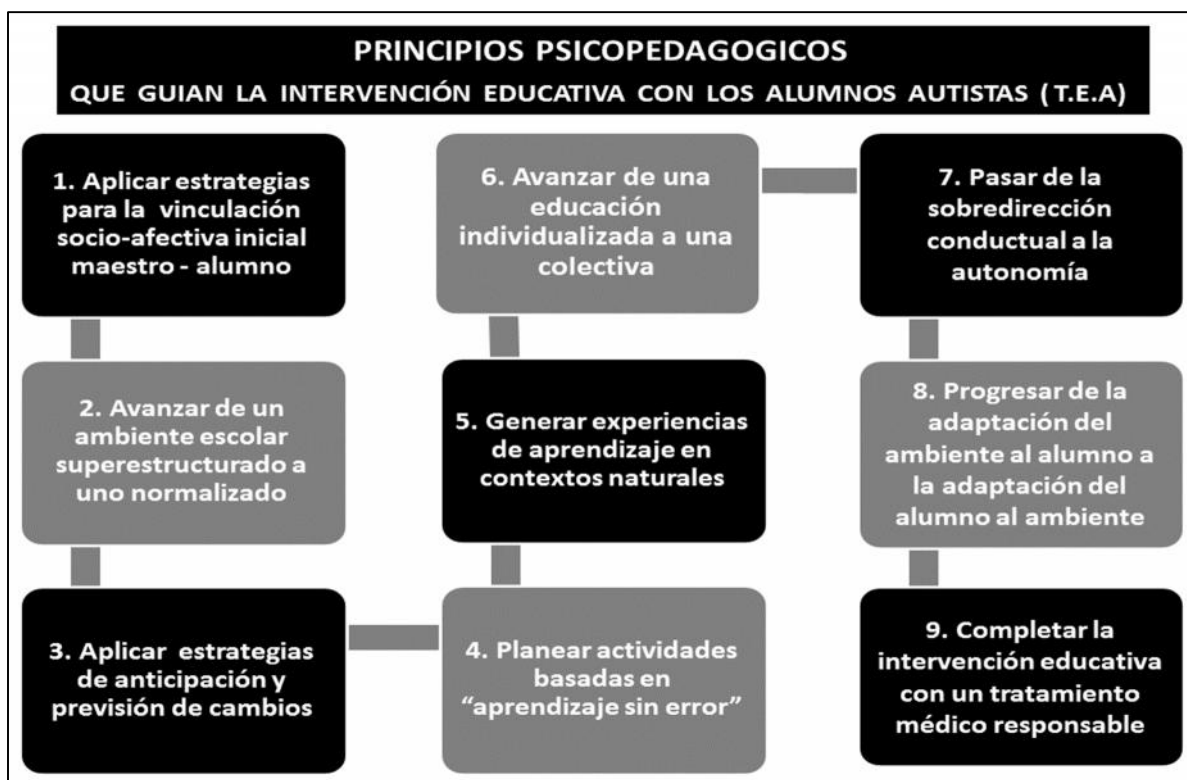 PRINCIPIOS PSICOPEDAGOGICOS
QUE GUIAN LA INTERVENCIÓN EDUCATIVA CON LOS ALUMNOS AUTISTAS ( T.E.A)
1. Aplicar estrategias
para la vinculación
socio-afectiva inicial
maestro - alumno
2. Avanzar de un
ambiente escolar
superestructurado a
uno normalizado
3. Aplicar estrategias
de anticipación y
previsión de cambios
4. Planear actividades
basadas en
“aprendizaje sin error”
5. Generar experiencias
de aprendizaje en
contextos naturales
6. Avanzar de una
educación
individualizada a una
colectiva
7. Pasar de la
sobredirección
conductual a la
autonomía
8. Progresar de la
adaptación del
ambiente al alumno a
la adaptación del
alumno al ambiente
9. Completar la
intervención educativa
con un tratamiento
médico responsable